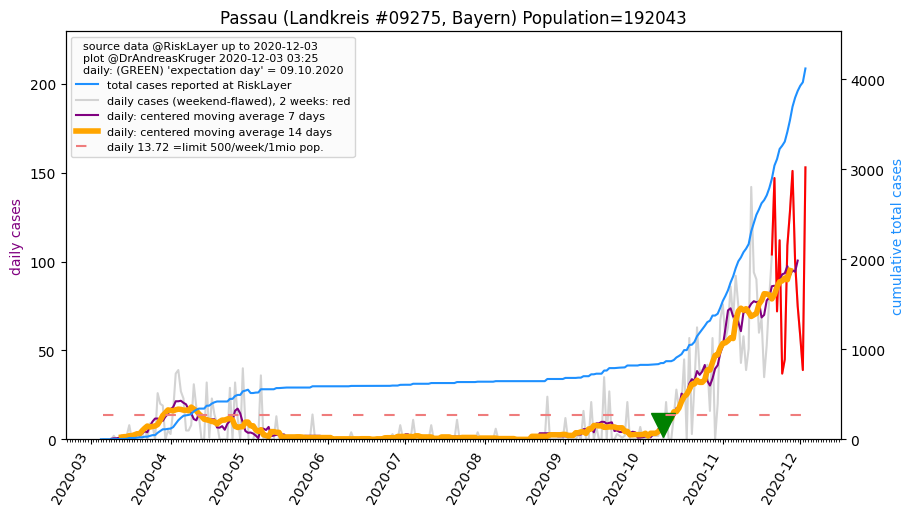 Passau (Landkreis #09275, Bayern) Population=192043
source data @RiskLayer up to 2020-12-03
plot @DrAndreasKruger 2020-12-03 03:25
daily: (GREEN) 'expectation day' = 09.10.2020
total cases reported at RiskLayer
daily cases (weekend-flawed), 2 weeks: red
daily: centered moving average 7 days
daily: centered moving average 14 days
daily 13.72 =limit 500/week/1mio pop.
daily cases
200
150
100
50
0
cumulative total cases
4000
3000
2000
1000
0
2020-03
2020-04
2020-05
2020-06
2020-07
2020-08
2020-09
2020-10
2020-11
2020-12